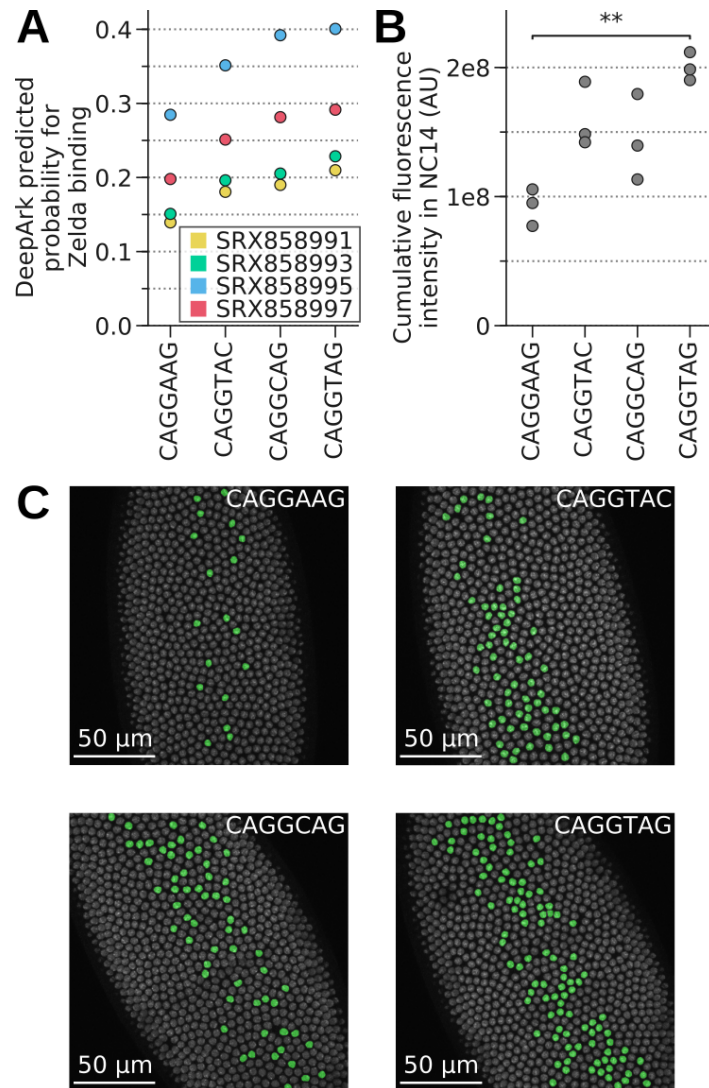 A
DeepArk predicted
probability for
Zelda binding
0.4
0.3
0.2
0.1
0.0
SRX858991
SRX858993
SRX858995
SRX858997
CAGGAAG
CAGGTAC
CAGGCAG
CAGGTAG
B
**
Cumulative fluorescence
intensity in NC14 (AU)
2e8
1e8
0
CAGGAAG
CAGGTAC
CAGGCAG
CAGGTAG
C
CAGGAAG
50 µm
CAGGTAC
50 µm
CAGGCAG
50 µm
CAGGTAG
50 µm